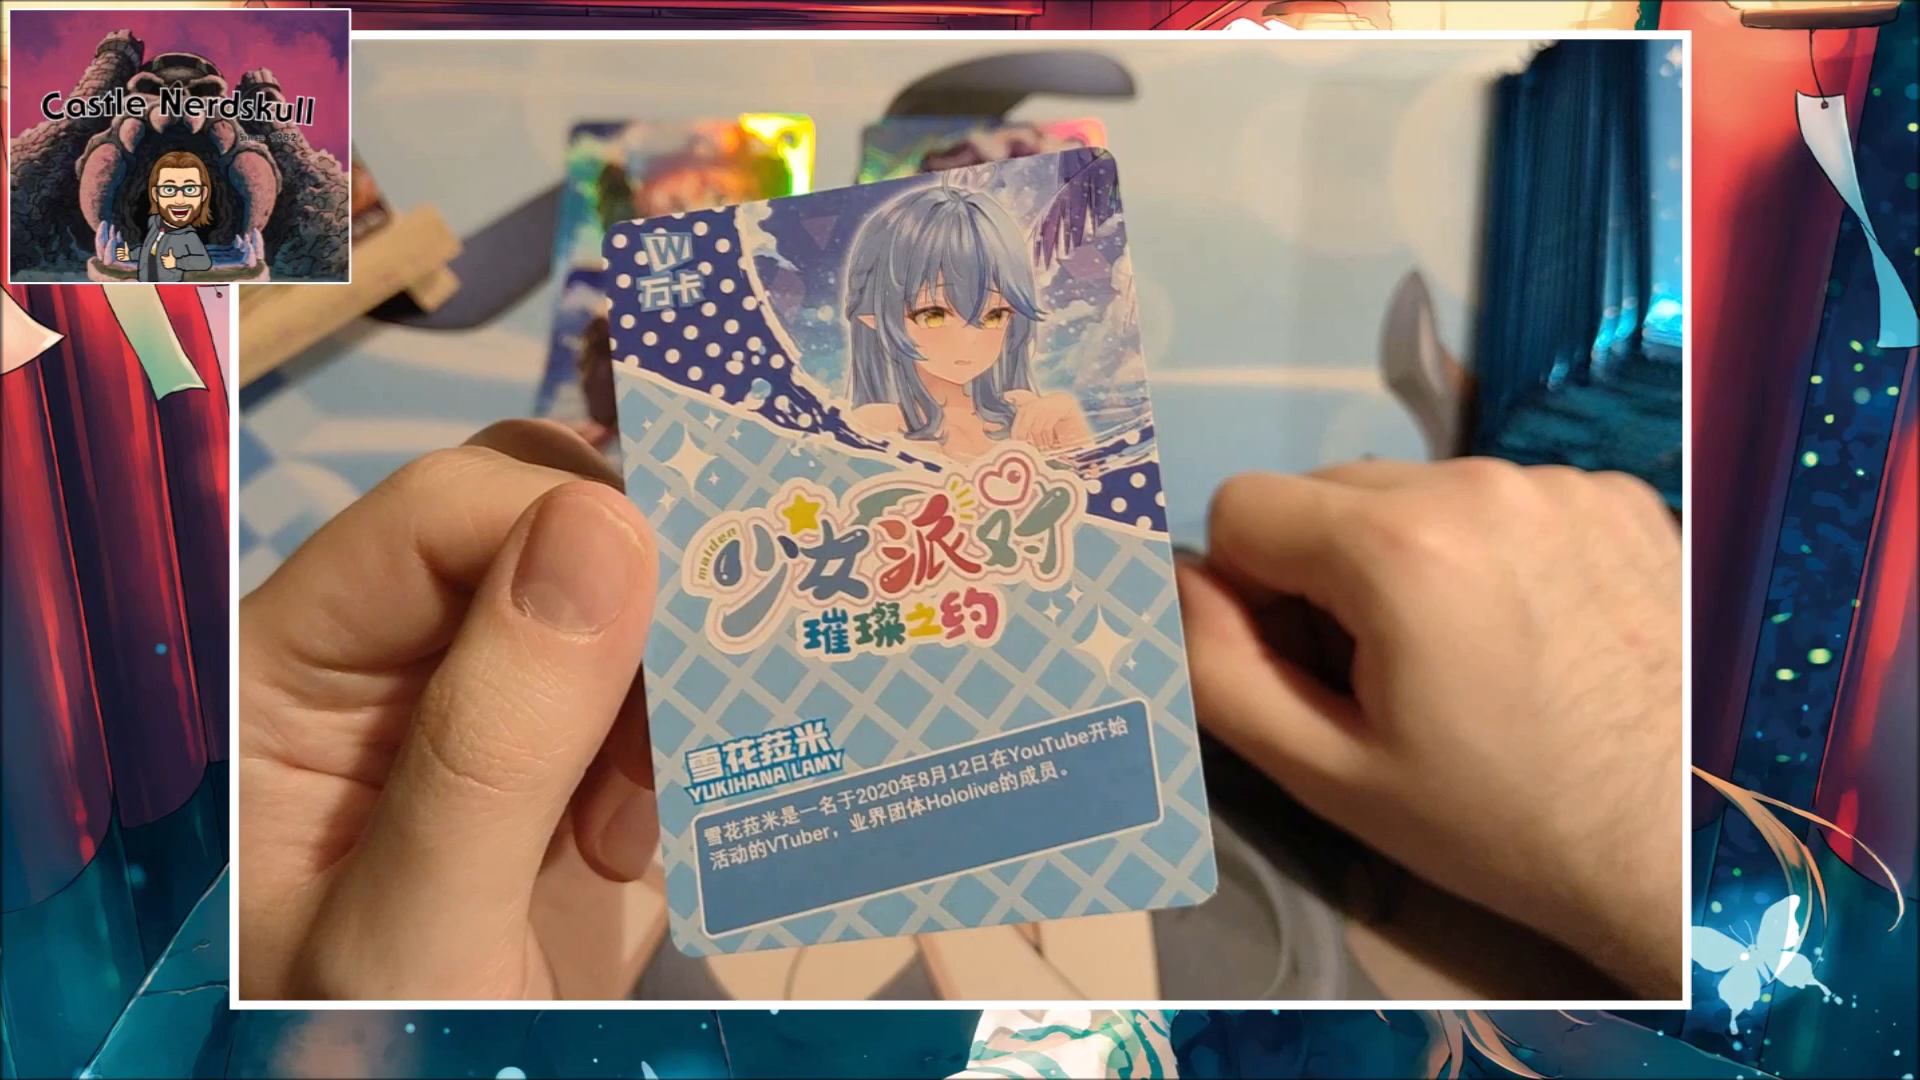 Castle Nerdskull
Since 1982
W
万卡
maiden
少女派对
璀璨之约
雪花菈米
YUKIHANA LAMY
雪花菈米是一名于2020年8月12日在YouTube开始
活动的VTuber，业界团体Hololive的成员。